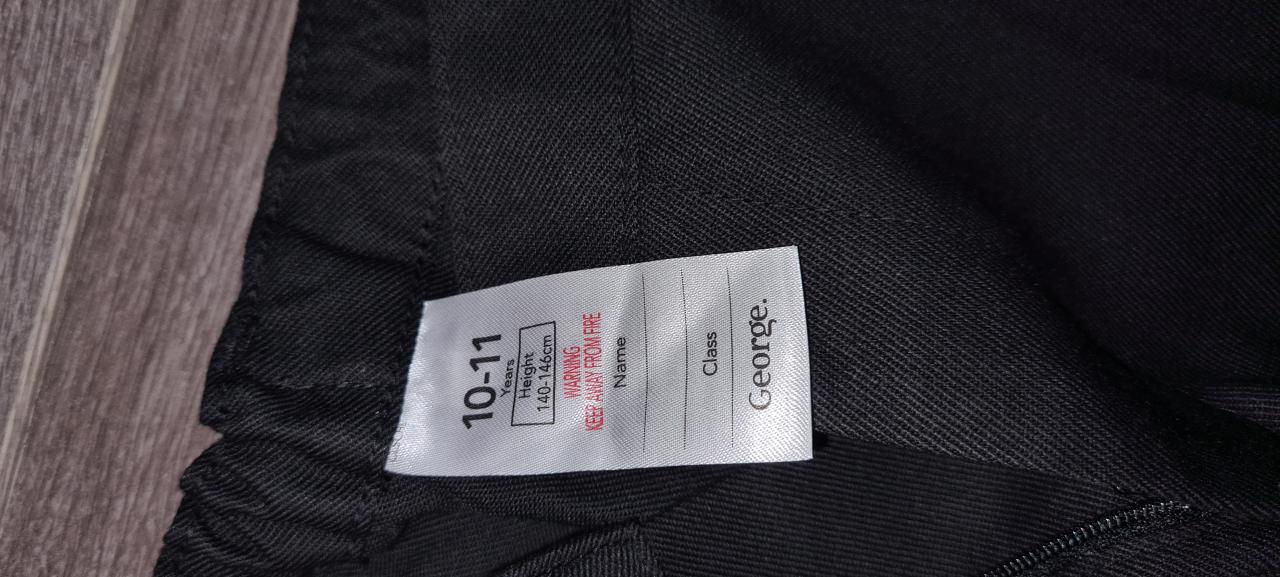 10-11
Years
Height
140-146cm
WARNING
KEEP AWAY FROM FIRE
Name
Class
George.